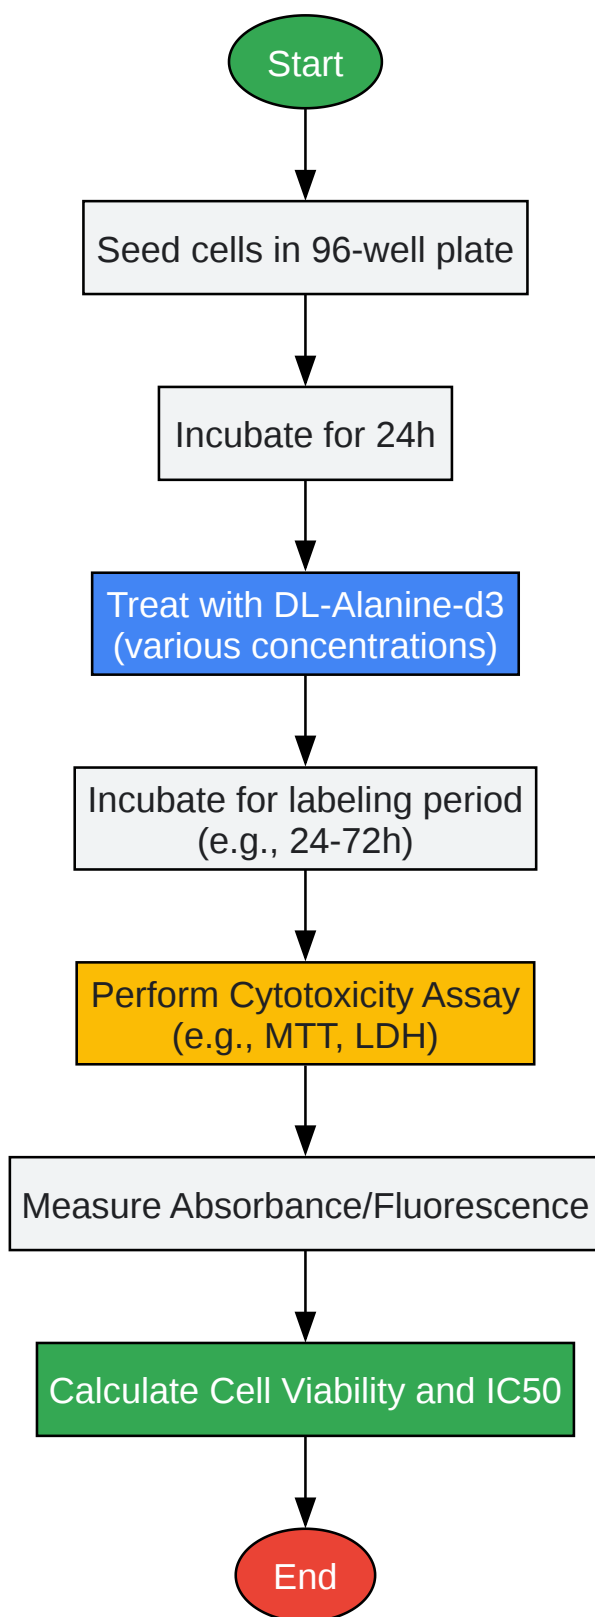 Start
Seed cells in 96-well plate
Incubate for 24h
Treat with DL-Alanine-d3
(various concentrations)
Incubate for labeling period
(e.g., 24-72h)
Perform Cytotoxicity Assay
(e.g., MTT, LDH)
Measure Absorbance/Fluorescence
Calculate Cell Viability and IC50
End